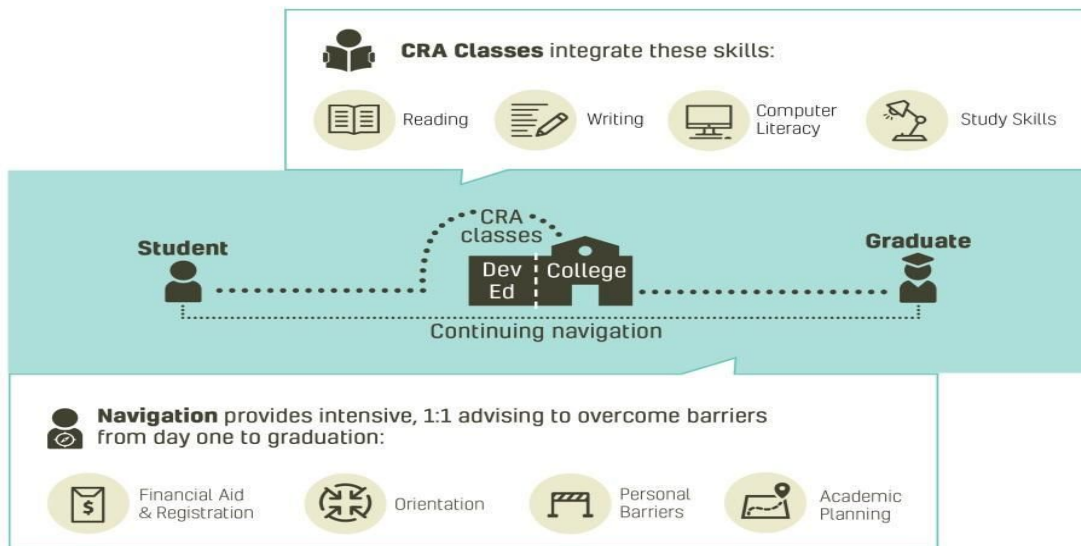 CRA Classes integrate these skills:
Reading
Writing
Computer
Literacy
Study Skills
CRA
classes
Student
Graduate
Dev
Ed
College
Continuing navigation
Navigation provides intensive, 1:1 advising to overcome barriers
from day one to graduation:
$
Financial Aid
& Registration
Orientation
Personal
Barriers
Academic
Planning